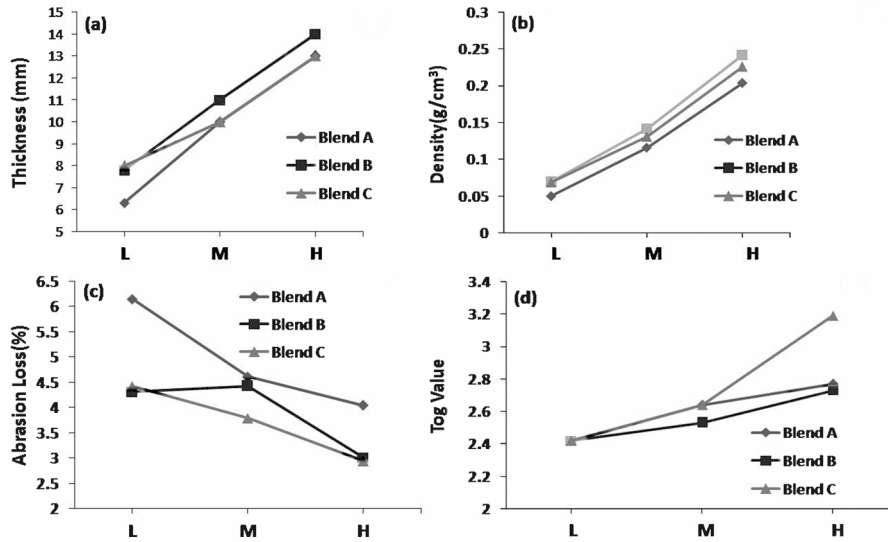 (a)
Thickness (mm)
15
14
13
12
11
10
9
8
7
6
5
L M H
Blend A
Blend B
Blend C
(b)
Density(g/cm³)
0.3
0.25
0.2
0.15
0.1
0.05
0
L M H
Blend A
Blend B
Blend C
(c)
Abrasion Loss(%)
6.5
6
5.5
5
4.5
4
3.5
3
2.5
2
L M H
Blend A
Blend B
Blend C
(d)
Tog Value
3.4
3.2
3
2.8
2.6
2.4
2.2
2
L M H
Blend A
Blend B
Blend C